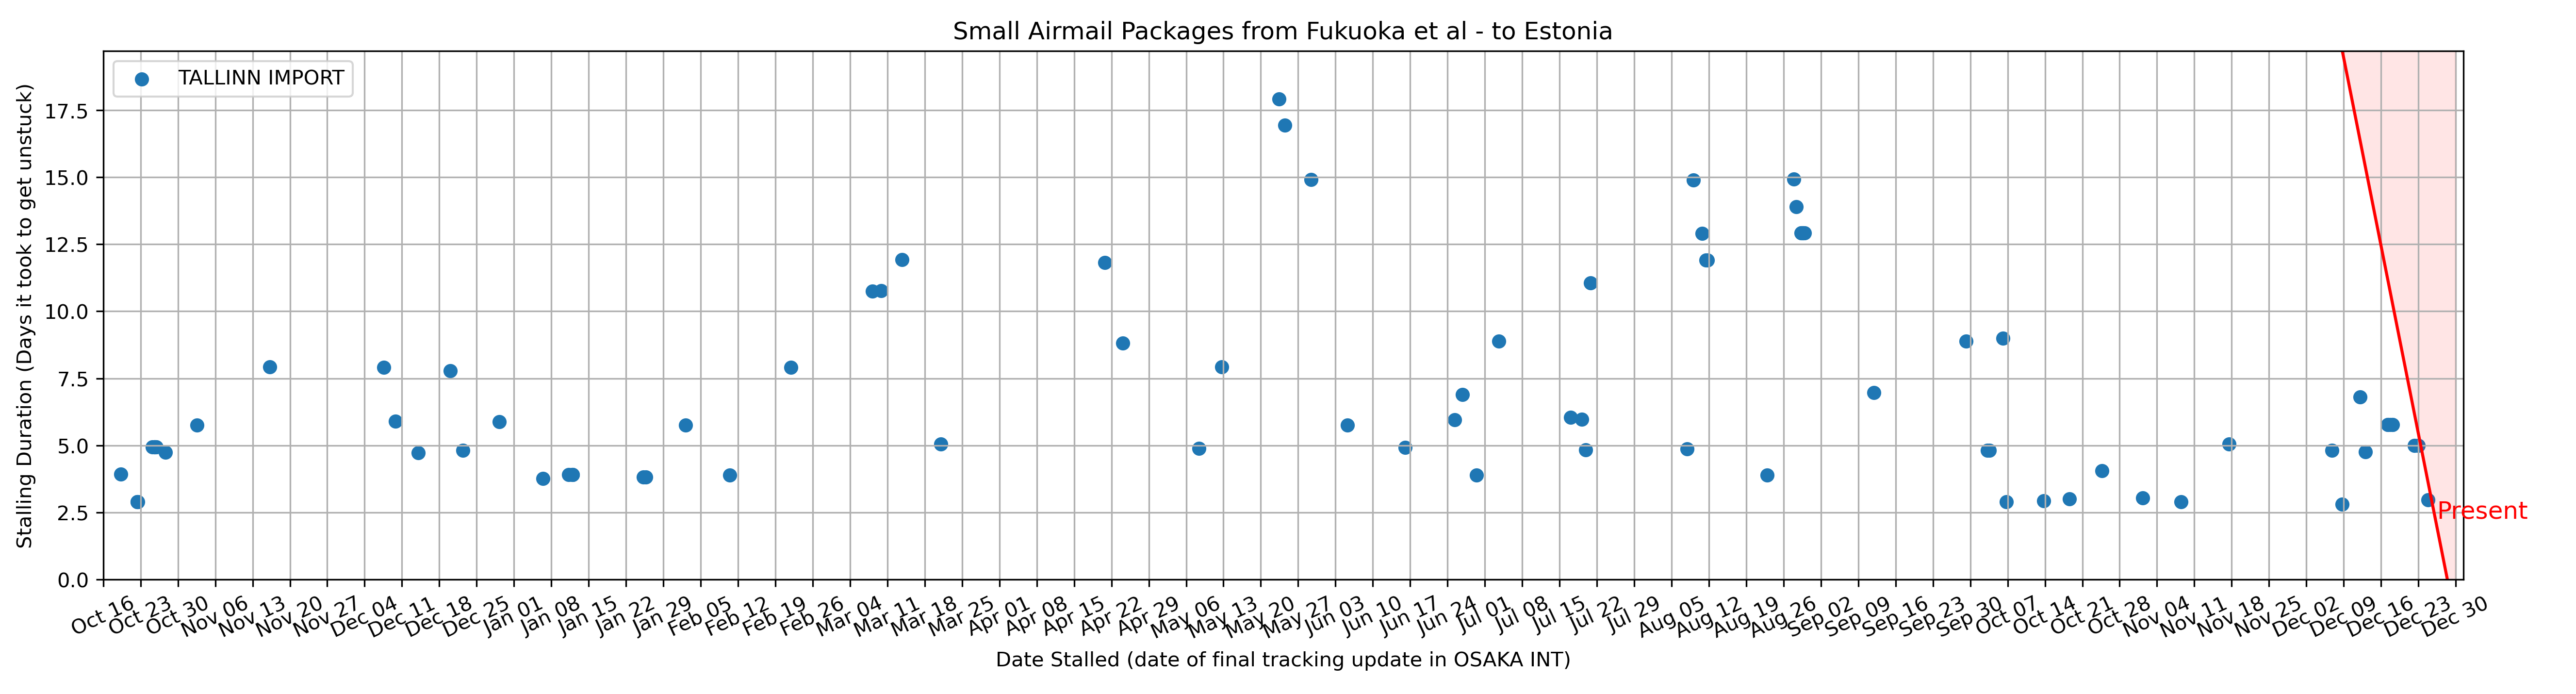 Small Airmail Packages from Fukuoka et al - to Estonia
TALLINN IMPORT
Stalling Duration (Days it took to get unstuck)
17.5
15.0
12.5
10.0
7.5
5.0
2.5
0.0
Present
Oct 16
Oct 23
Oct 30
Nov 06
Nov 13
Nov 20
Nov 27
Dec 04
Dec 11
Dec 18
Dec 25
Jan 01
Jan 08
Jan 15
Jan 22
Jan 29
Feb 05
Feb 12
Feb 19
Feb 26
Mar 04
Mar 11
Mar 18
Mar 25
Apr 01
Apr 08
Apr 15
Apr 22
Apr 29
May 06
May 13
May 20
May 27
Jun 03
Jun 10
Jun 17
Jun 24
Jul 01
Jul 08
Jul 15
Jul 22
Jul 29
Aug 05
Aug 12
Aug 19
Aug 26
Sep 02
Sep 09
Sep 16
Sep 23
Sep 30
Oct 07
Oct 14
Oct 21
Oct 28
Nov 04
Nov 11
Nov 18
Nov 25
Dec 02
Dec 09
Dec 16
Dec 23
Dec 30
Date Stalled (date of final tracking update in OSAKA INT)